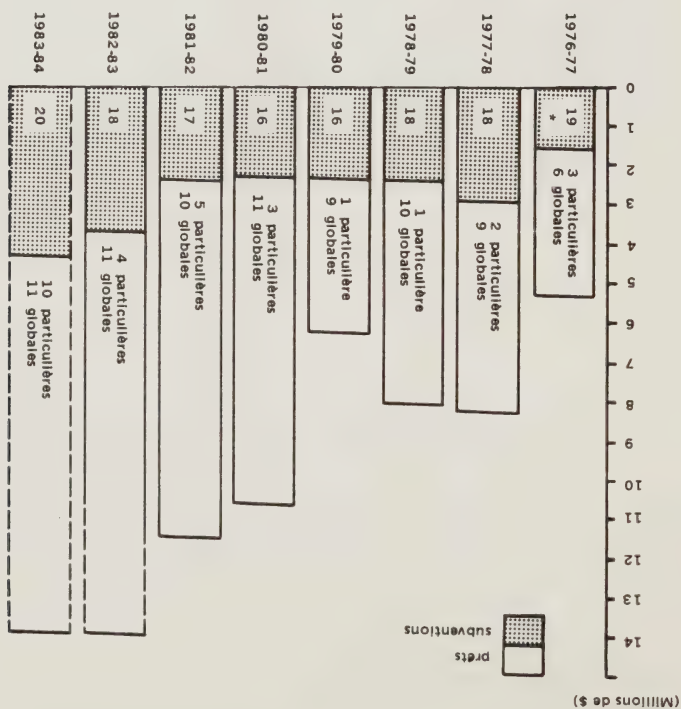 (Millions de $)
0
1
2
3
4
5
6
7
8
9
10
11
12
13
14
prêts
subventions
1976-77
19
*
3 particulières
6 globales
1977-78
18
2 particulières
9 globales
1978-79
18
1 particulière
10 globales
1979-80
16
1 particulière
9 globales
1980-81
16
3 particulières
11 globales
1981-82
17
5 particulières
10 globales
1982-83
18
4 particulières
11 globales
1983-84
20
10 particulières
11 globales